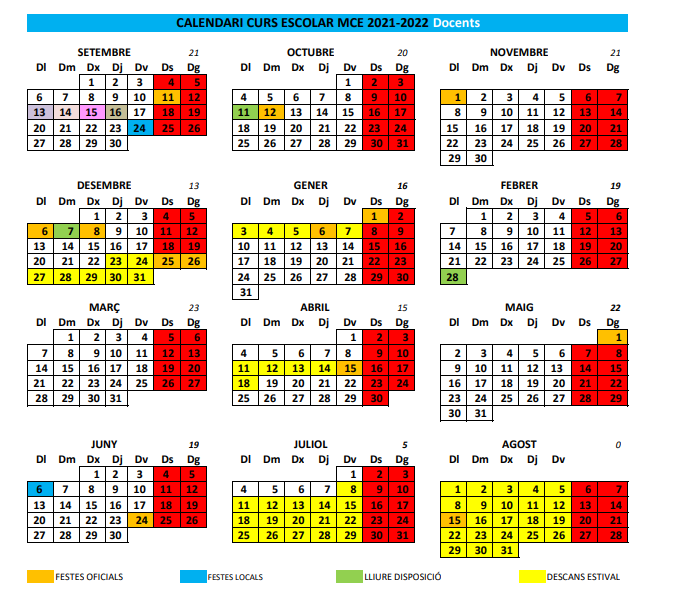 CALENDARI CURS ESCOLAR MCE 2021-2022 Docents
SETEMBRE 21
Dl Dm Dx Dj Dv Ds Dg
1 2 3 4 5
6 7 8 9 10 11 12
13 14 15 16 17 18 19
20 21 22 23 24 25 26
27 28 29 30
OCTUBRE 20
Dl Dm Dx Dj Dv Ds Dg
1 2 3
4 5 6 7 8 9 10
11 12 13 14 15 16 17
18 19 20 21 22 23 24
25 26 27 28 29 30 31
NOVEMBRE 21
Dl Dm Dx Dj Dv Ds Dg
1 2 3 4 5 6 7
8 9 10 11 12 13 14
15 16 17 18 19 20 21
22 23 24 25 26 27 28
29 30
DESEMBRE 13
Dl Dm Dx Dj Dv Ds Dg
1 2 3 4 5
6 7 8 9 10 11 12
13 14 15 16 17 18 19
20 21 22 23 24 25 26
27 28 29 30 31
GENER 16
Dl Dm Dx Dj Dv Ds Dg
1 2
3 4 5 6 7 8 9
10 11 12 13 14 15 16
17 18 19 20 21 22 23
24 25 26 27 28 29 30
31
FEBRER 19
Dl Dm Dx Dj Dv Ds Dg
1 2 3 4 5 6
7 8 9 10 11 12 13
14 15 16 17 18 19 20
21 22 23 24 25 26 27
28
MARÇ 23
Dl Dm Dx Dj Dv Ds Dg
1 2 3 4 5 6
7 8 9 10 11 12 13
14 15 16 17 18 19 20
21 22 23 24 25 26 27
28 29 30 31
ABRIL 15
Dl Dm Dx Dj Dv Ds Dg
1 2 3
4 5 6 7 8 9 10
11 12 13 14 15 16 17
18 19 20 21 22 23 24
25 26 27 28 29 30
MAIG 22
Dl Dm Dx Dj Dv Ds Dg
1
2 3 4 5 6 7 8
9 10 11 12 13 14 15
16 17 18 19 20 21 22
23 24 25 26 27 28 29
30 31
JUNY 19
Dl Dm Dx Dj Dv Ds Dg
1 2 3 4 5
6 7 8 9 10 11 12
13 14 15 16 17 18 19
20 21 22 23 24 25 26
27 28 29 30
JULIOL 5
Dl Dm Dx Dj Dv Ds Dg
1 2 3
4 5 6 7 8 9 10
11 12 13 14 15 16 17
18 19 20 21 22 23 24
25 26 27 28 29 30 31
AGOST 0
Dl Dm Dx Dj Dv
1 2 3 4 5 6 7
8 9 10 11 12 13 14
15 16 17 18 19 20 21
22 23 24 25 26 27 28
29 30 31
FESTES OFICIALS FESTES LOCALS LLIURE DISPOSICIÓ DESCANS ESTIVAL